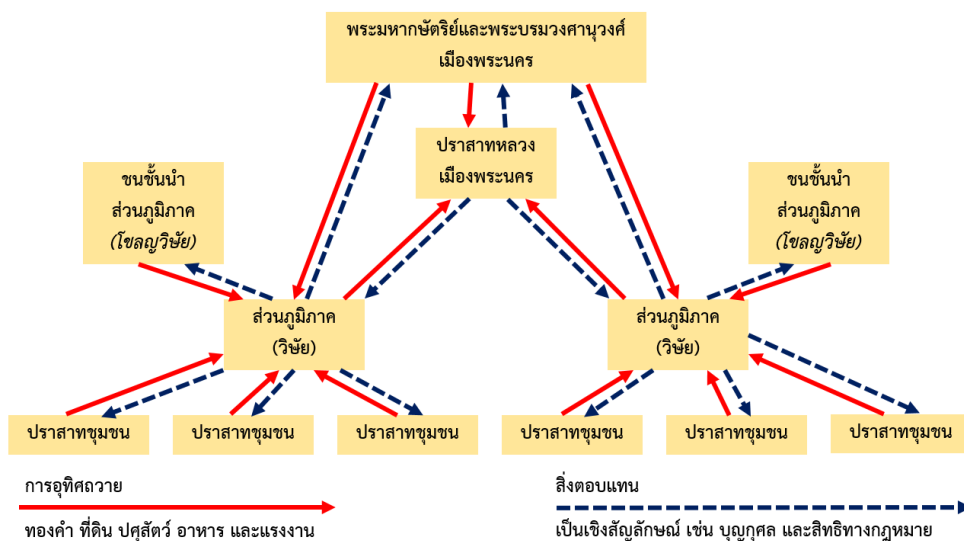 พระมหากษัตริย์และพระบรมวงศานุวงศ์
เมืองพระนคร
ปราสาทหลวง
เมืองพระนคร
ชนชั้นนำ
ส่วนภูมิภาค
(โขลญวิษัย)
ชนชั้นนำ
ส่วนภูมิภาค
(โขลญวิษัย)
ส่วนภูมิภาค
(วิษัย)
ส่วนภูมิภาค
(วิษัย)
ปราสาทชุมชน
ปราสาทชุมชน
ปราสาทชุมชน
ปราสาทชุมชน
ปราสาทชุมชน
ปราสาทชุมชน
การอุทิศถวาย
ทองคำ ที่ดิน ปศุสัตว์ อาหาร และแรงงาน
สิ่งตอบแทน
เป็นเชิงสัญลักษณ์ เช่น บุญกุศล และสิทธิทางกฎหมาย